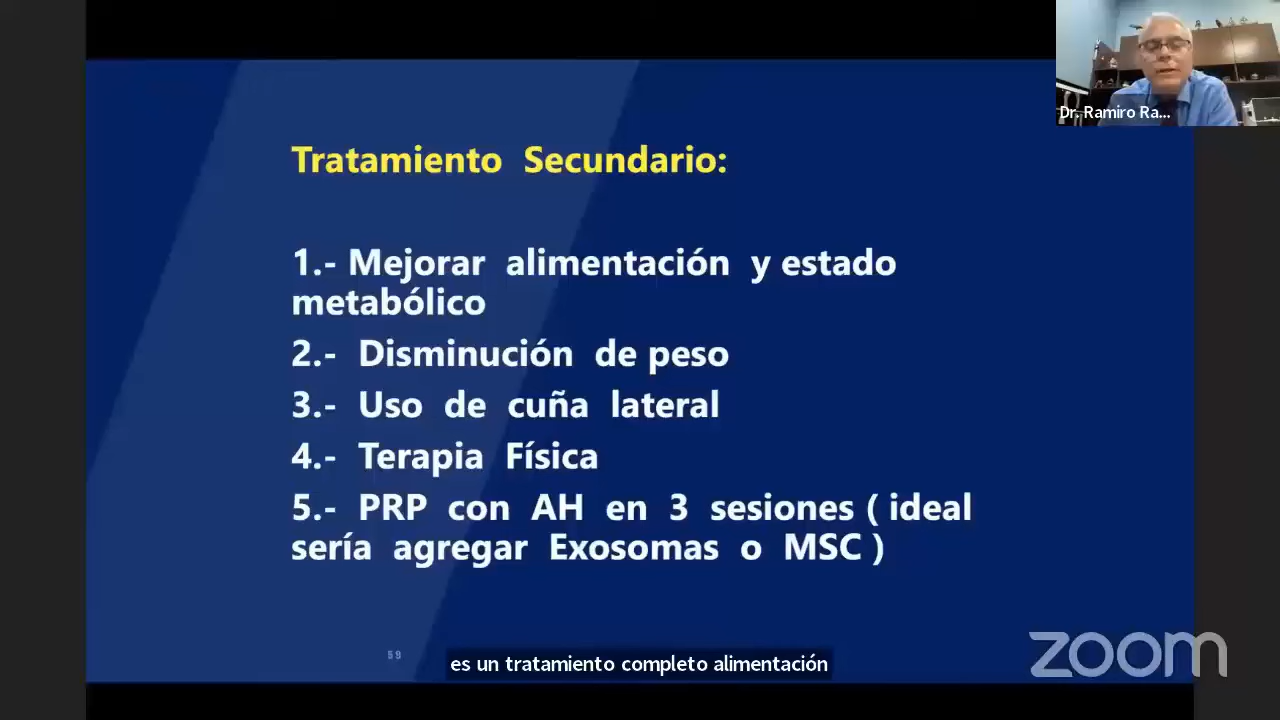 Dr. Ramiro Ra...
Tratamiento Secundario:
1.- Mejorar alimentación y estado
metabólico
2.- Disminución de peso
3.- Uso de cuña lateral
4.- Terapia Física
5.- PRP con AH en 3 sesiones ( ideal
sería agregar Exosomas o MSC )
59
es un tratamiento completo alimentación
zoom